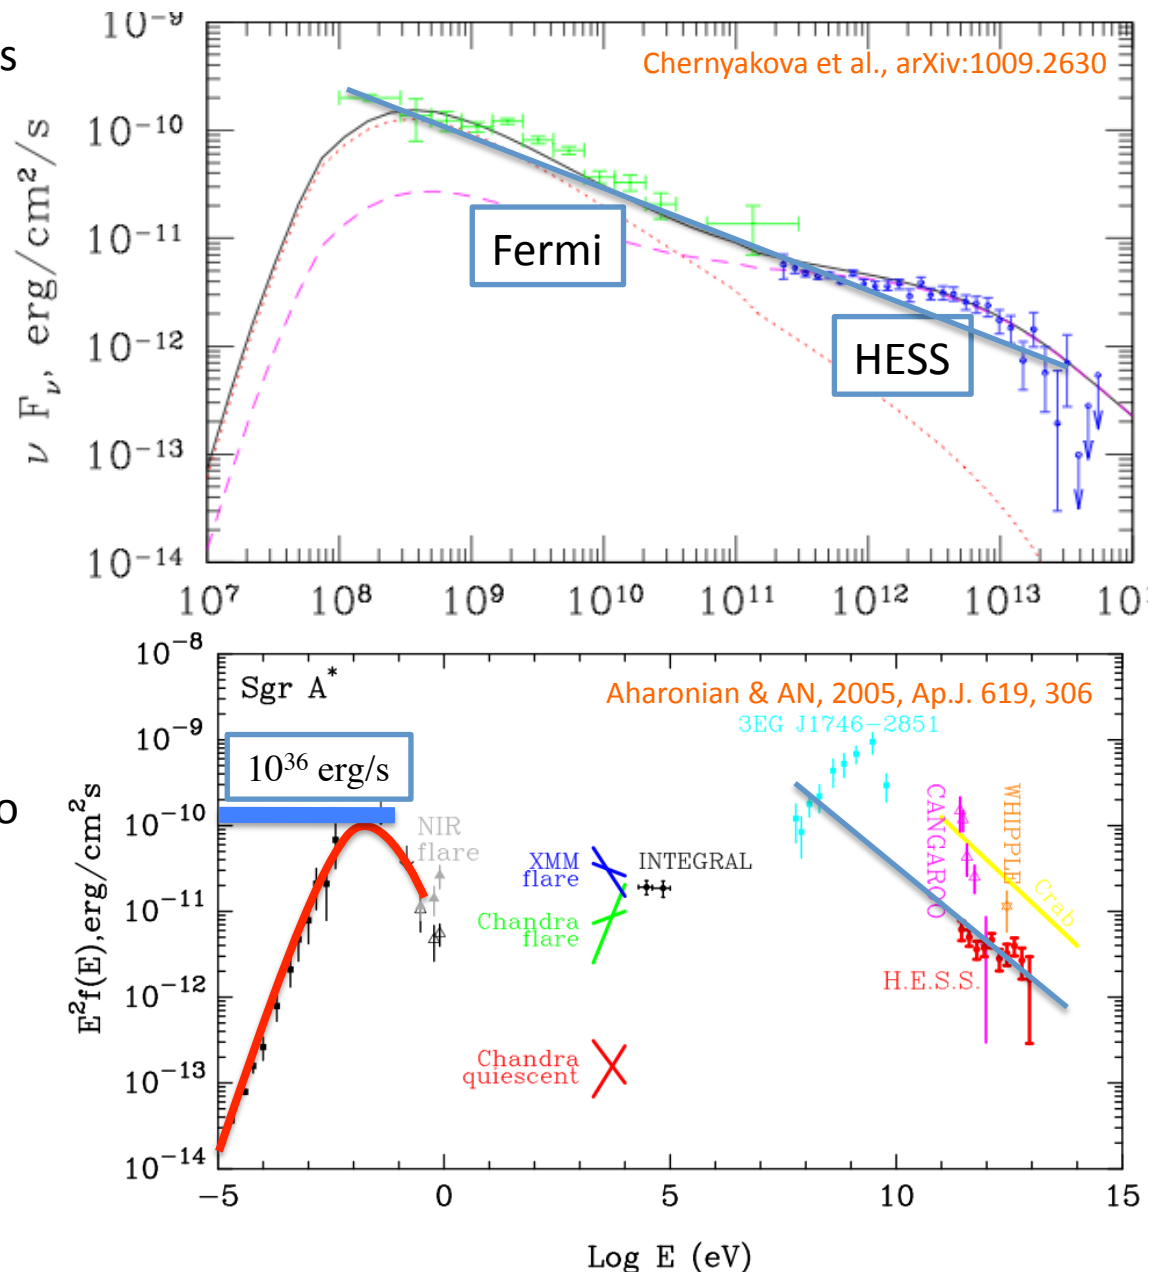 s
10⁻⁹
Chernyakova et al., arXiv:1009.2630
10⁻¹⁰
10⁻¹¹
10⁻¹²
10⁻¹³
10⁻¹⁴
ν Fν, erg/cm²/s
Fermi
HESS
10⁷ 10⁸ 10⁹ 10¹⁰ 10¹¹ 10¹² 10¹³ 10
10⁻⁸
Sgr A*
Aharonian & AN, 2005, Ap.J. 619, 306
3EG J1746-2851
10⁻⁹
10³⁶ erg/s
o
10⁻¹⁰
NIR
flare
XMM
flare
INTEGRAL
CANGAROO
WHIPPLE
Crab
10⁻¹¹
Chandra
flare
H.E.S.S.
10⁻¹²
Chandra
quiescent
10⁻¹³
10⁻¹⁴
E²f(E),erg/cm²s
−5 0 5 10 15
Log E (eV)